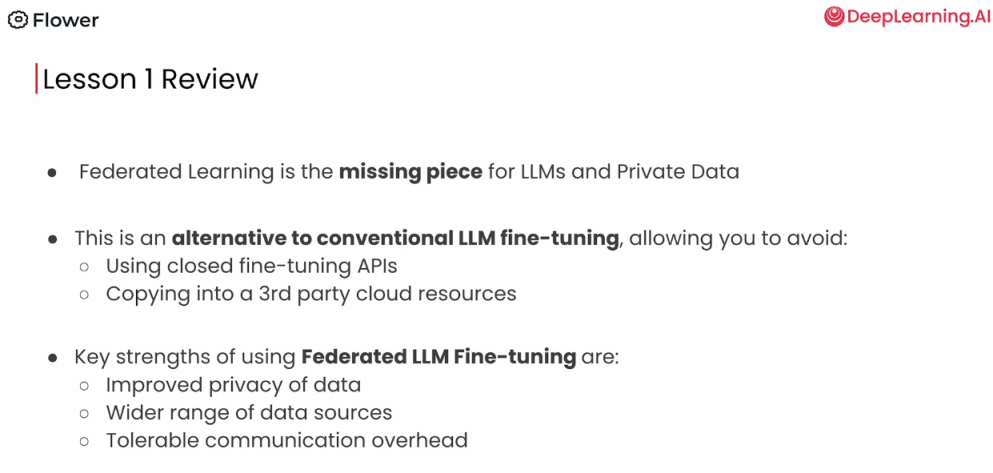 Flower
DeepLearning.AI
Lesson 1 Review
● Federated Learning is the missing piece for LLMs and Private Data
● This is an alternative to conventional LLM fine-tuning, allowing you to avoid:
○ Using closed fine-tuning APIs
○ Copying into a 3rd party cloud resources
● Key strengths of using Federated LLM Fine-tuning are:
○ Improved privacy of data
○ Wider range of data sources
○ Tolerable communication overhead